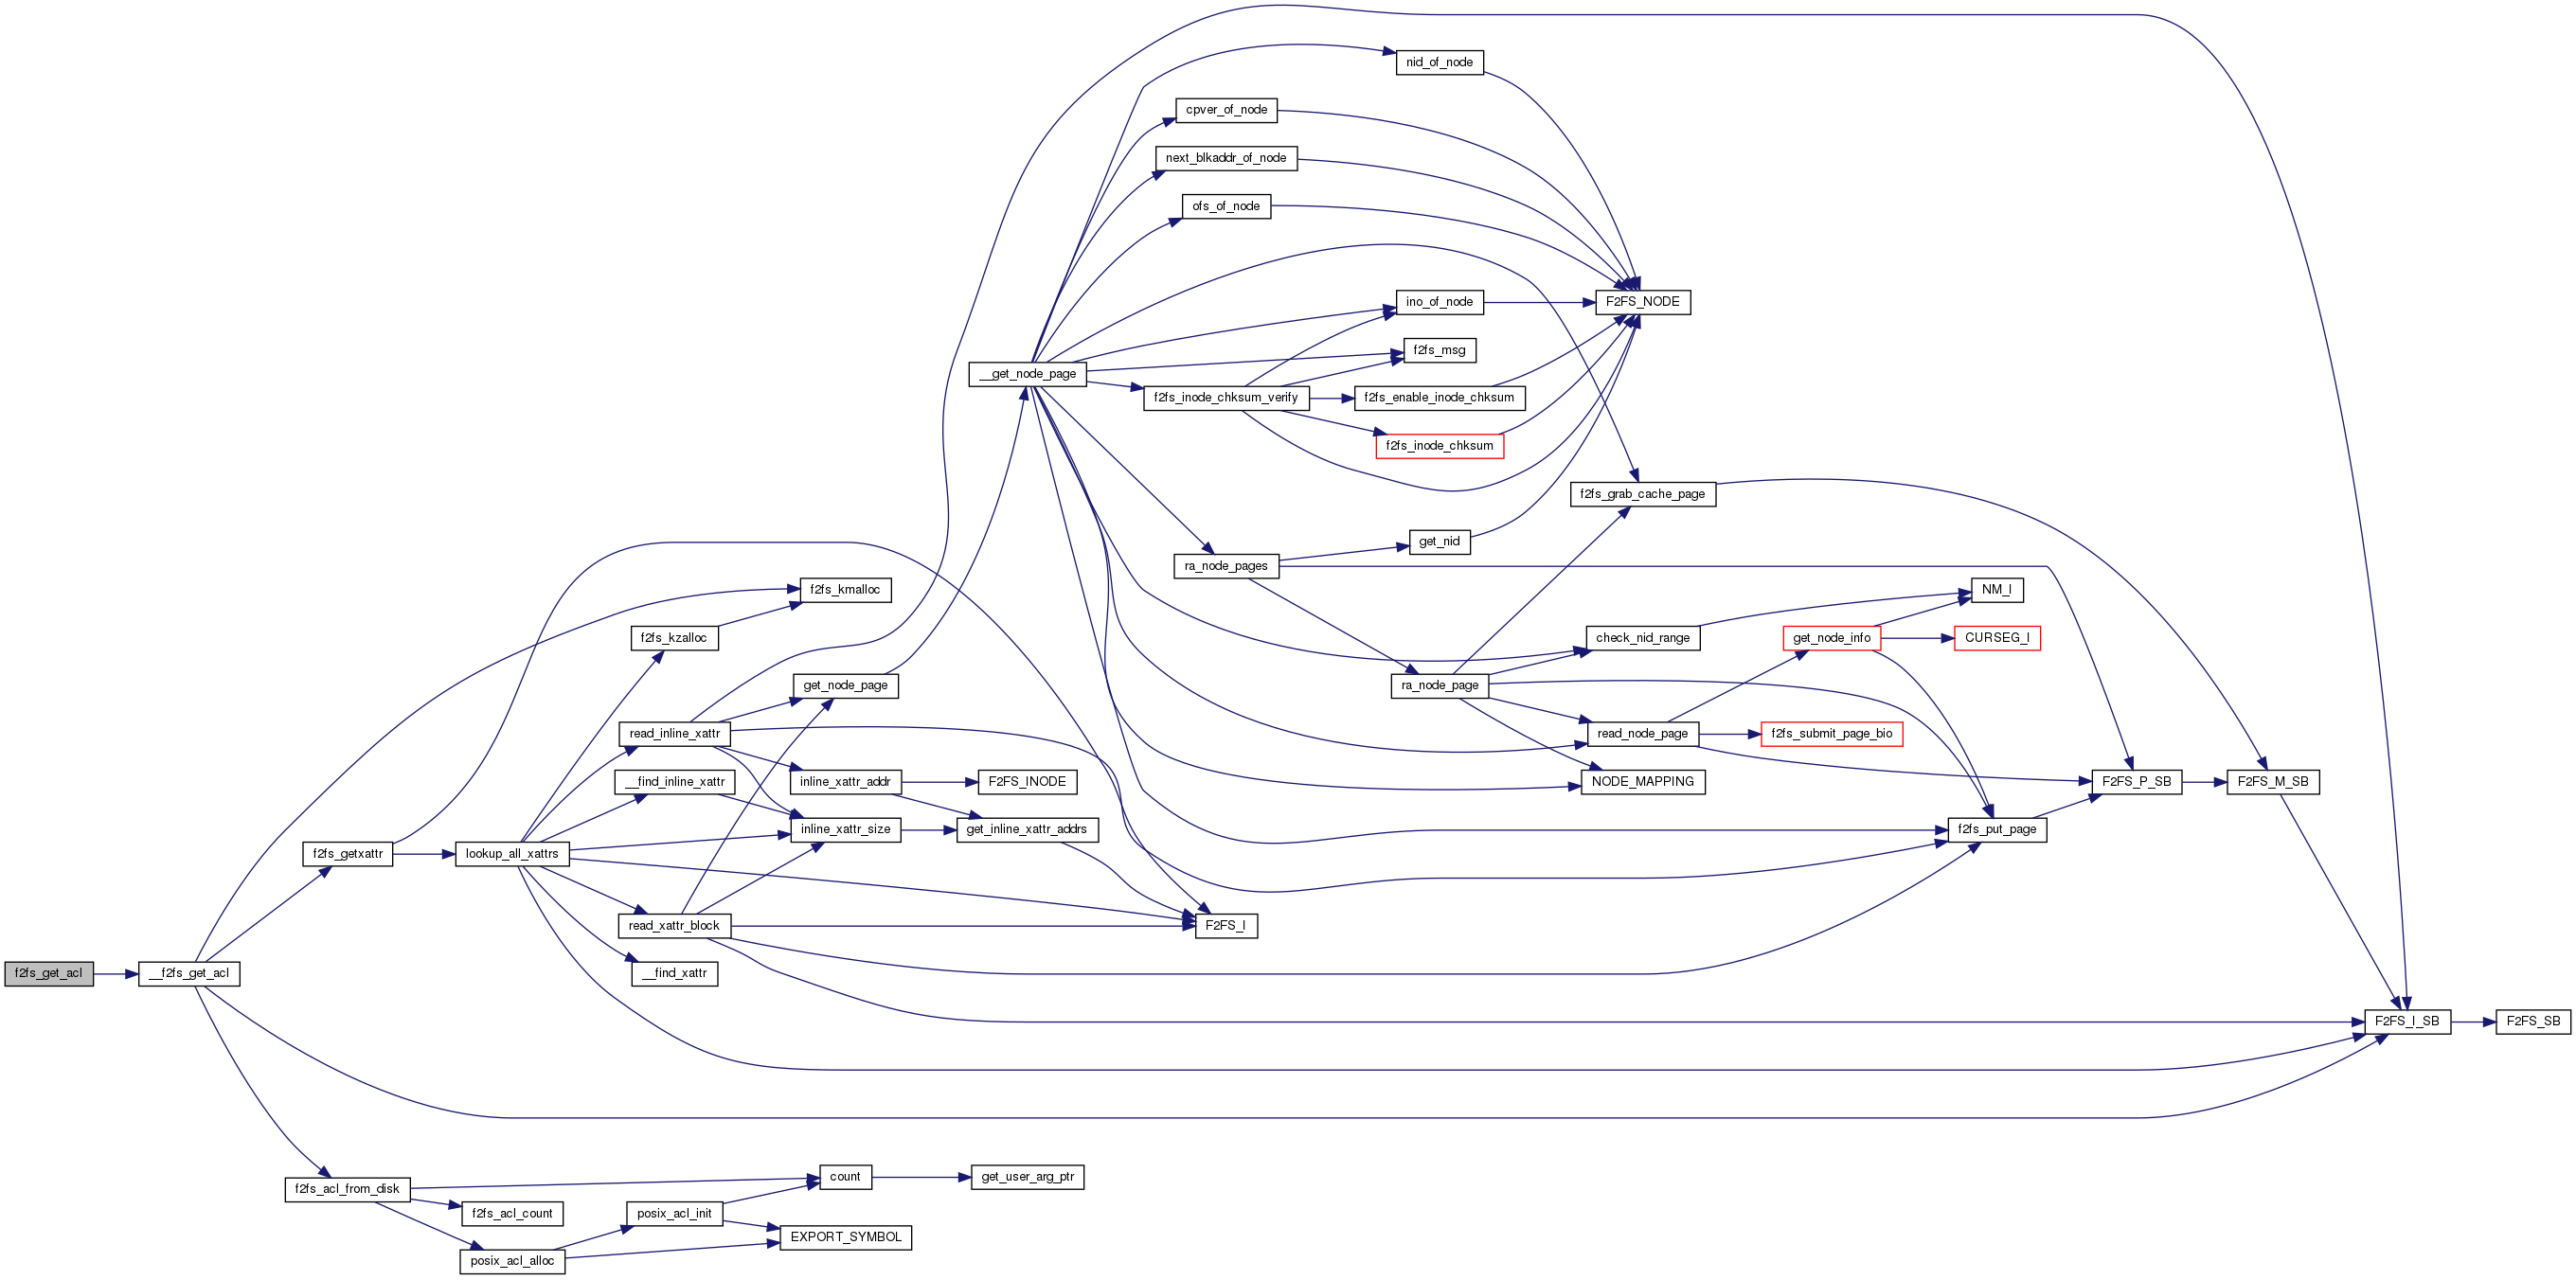 nid_of_node
cpver_of_node
next_blkaddr_of_node
ofs_of_node
ino_of_node
F2FS_NODE
f2fs_msg
__get_node_page
f2fs_inode_chksum_verify
f2fs_enable_inode_chksum
f2fs_inode_chksum
f2fs_grab_cache_page
get_nid
ra_node_pages
f2fs_kmalloc
NM_I
f2fs_kzalloc
check_nid_range
get_node_info
CURSEG_I
get_node_page
ra_node_page
read_inline_xattr
read_node_page
f2fs_submit_page_bio
__find_inline_xattr
inline_xattr_addr
F2FS_INODE
NODE_MAPPING
F2FS_P_SB
F2FS_M_SB
inline_xattr_size
get_inline_xattr_addrs
f2fs_put_page
f2fs_getxattr
lookup_all_xattrs
read_xattr_block
F2FS_I
f2fs_get_acl
__f2fs_get_acl
__find_xattr
F2FS_I_SB
F2FS_SB
f2fs_acl_from_disk
count
get_user_arg_ptr
f2fs_acl_count
posix_acl_init
EXPORT_SYMBOL
posix_acl_alloc